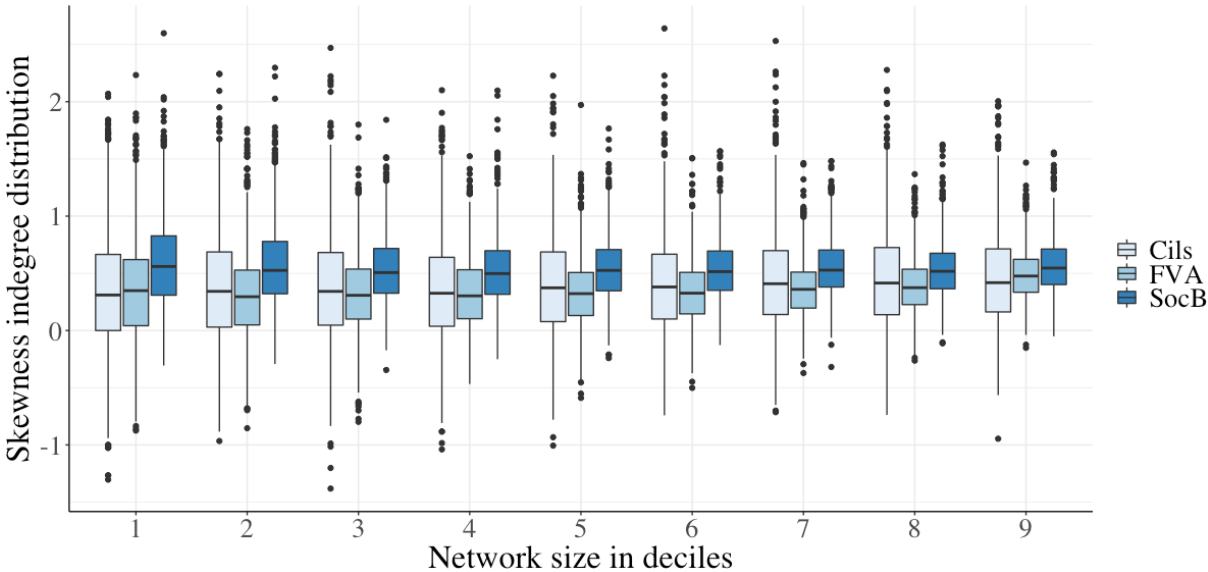 Skewness indegree distribution
2
1
0
-1
1 2 3 4 5 6 7 8 9
Network size in deciles
Cils
FVA
SocB